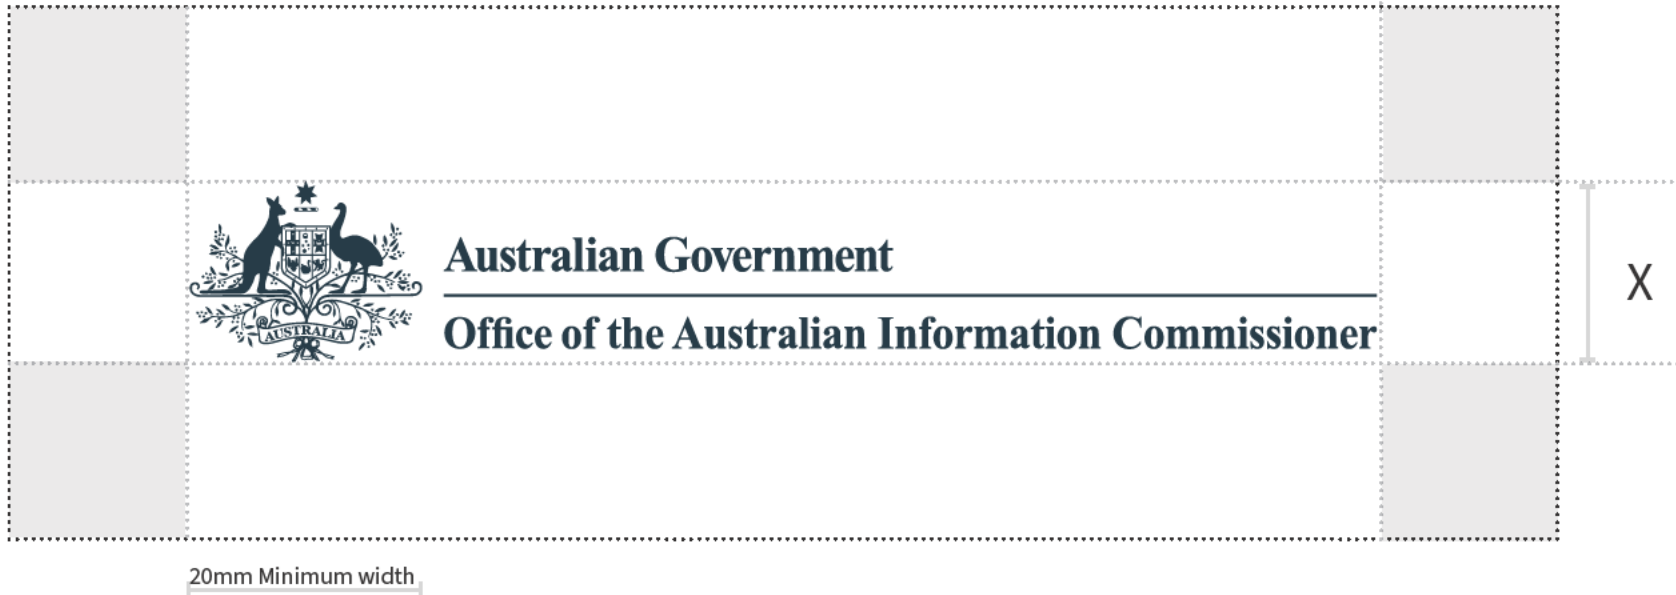 Australian Government
Office of the Australian Information Commissioner
AUSTRALIA
X
20mm Minimum width